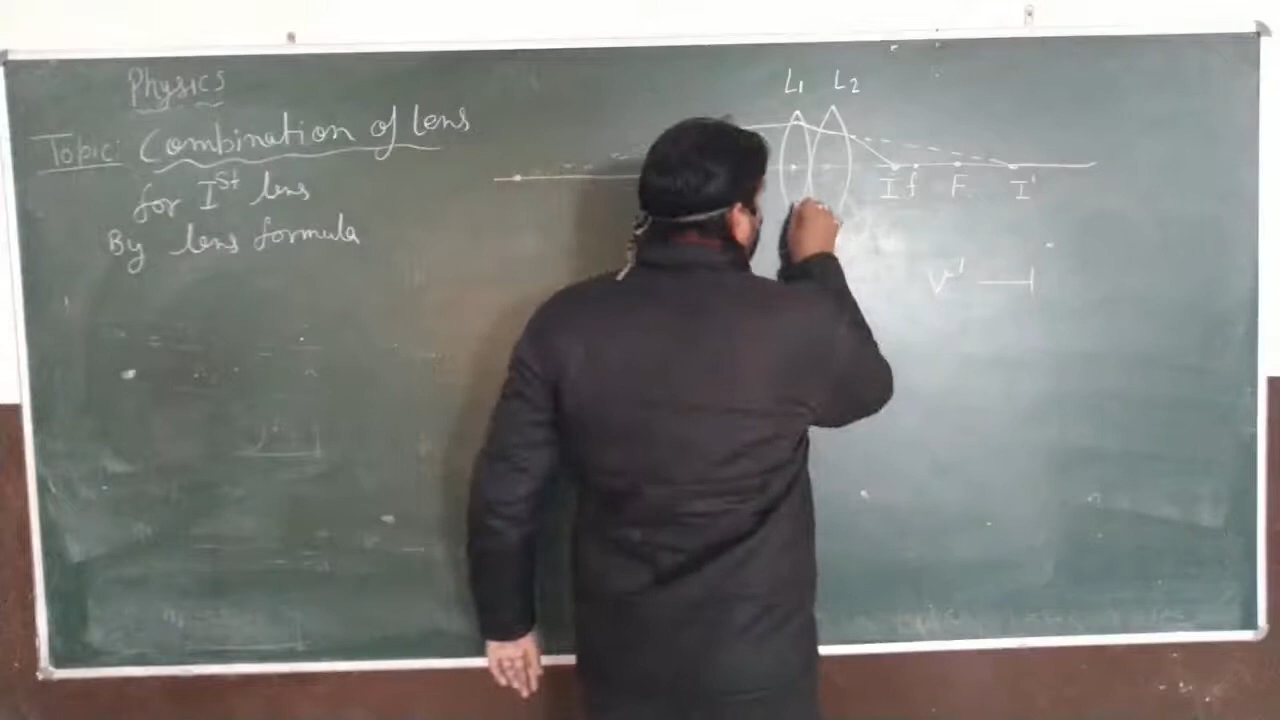 Physics
Topic: Combination of lens
for Ist lens
By lens formula
L1 L2
I f F I'
V'